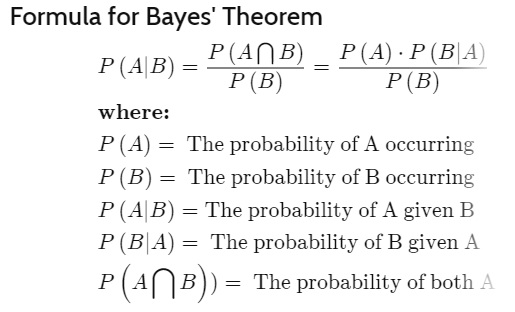 Formula for Bayes' Theorem
P (A|B) = P (A⋂B) / P (B) = P (A) · P (B|A) / P (B)
where:
P (A) = The probability of A occurring
P (B) = The probability of B occurring
P (A|B) = The probability of A given B
P (B|A) = The probability of B given A
P (A⋂B)) = The probability of both A